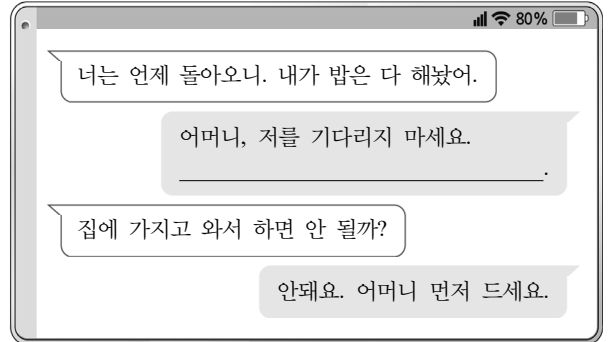 80%
너는 언제 돌아오니. 내가 밥은 다 해놨어.
어머니, 저를 기다리지 마세요.
______________________________.
집에 가지고 와서 하면 안 될까?
안돼요. 어머니 먼저 드세요.